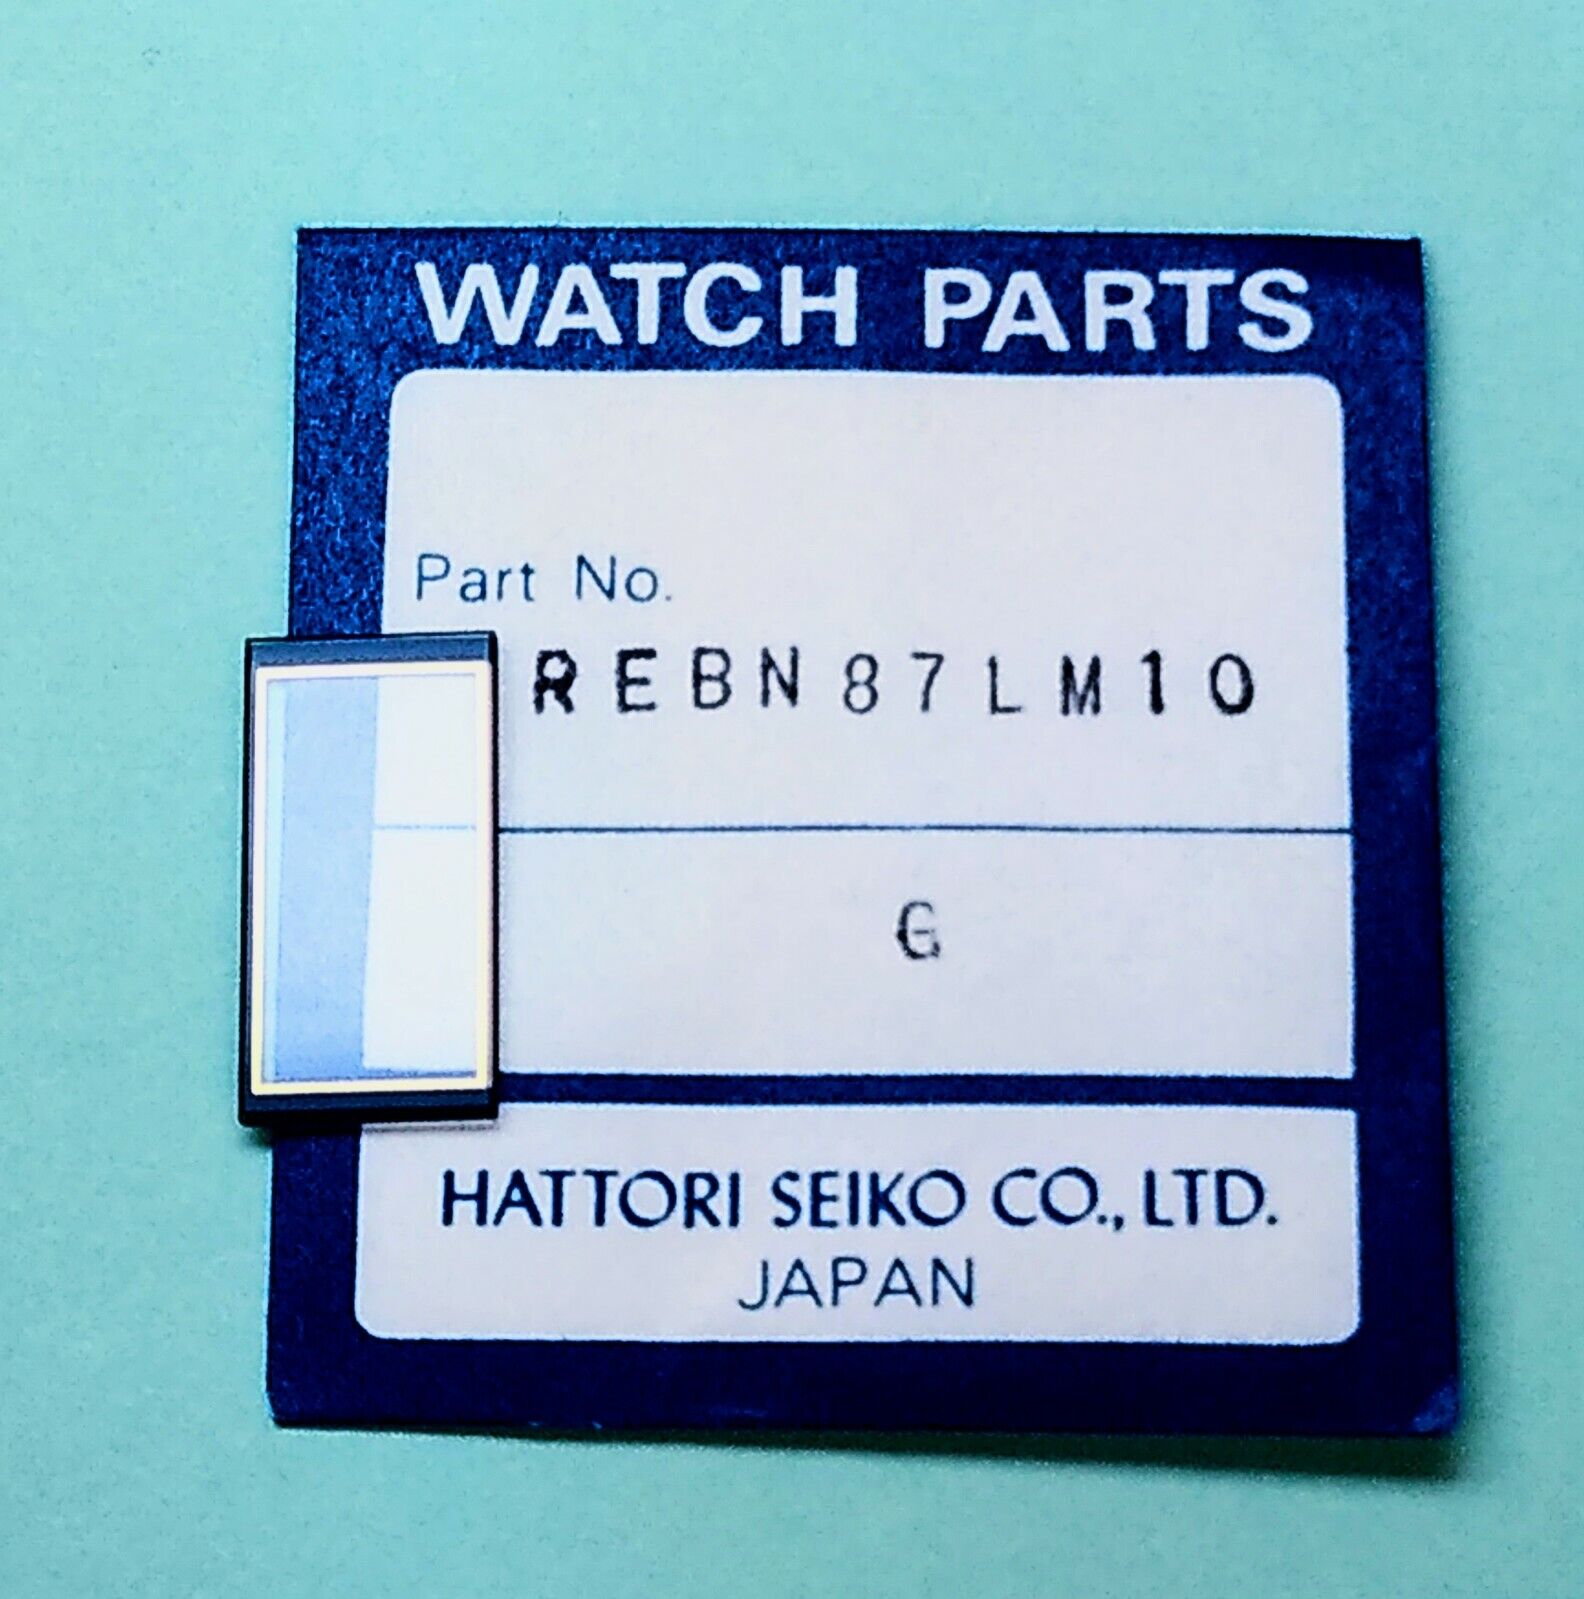 WATCH PARTS
Part No.
REBN87LM10
G
HATTORI SEIKO CO., LTD.
JAPAN